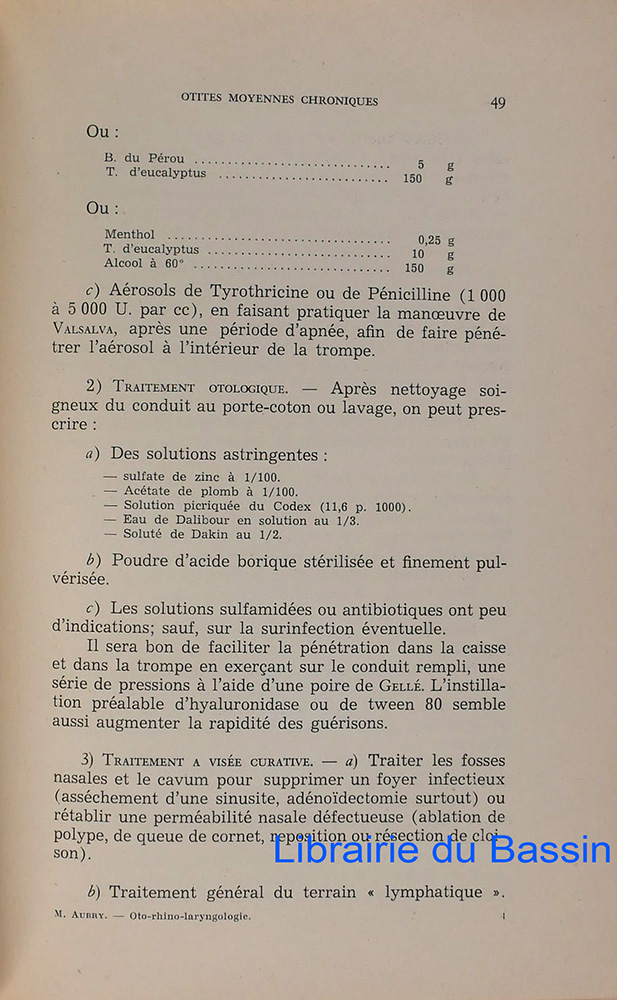 OTITES MOYENNES CHRONIQUES 49
Ou :
B. du Pérou .............................. 5 g
T. d'eucalyptus .......................... 150 g
Ou :
Menthol .................................. 0,25 g
T. d'eucalyptus ............................ 10 g
Alcool à 60° .............................. 150 g
c) Aérosols de Tyrothricine ou de Pénicilline (1 000
à 5 000 U. par cc), en faisant pratiquer la manœuvre de
VALSALVA, après une période d'apnée, afin de faire péné-
trer l'aérosol à l'intérieur de la trompe.
2) TRAITEMENT OTOLOGIQUE. — Après nettoyage soi-
gneux du conduit au porte-coton ou lavage, on peut pres-
crire :
a) Des solutions astringentes :
— sulfate de zinc à 1/100.
— Acétate de plomb à 1/100.
— Solution picriquée du Codex (11,6 p. 1000).
— Eau de Dalibour en solution au 1/3.
— Soluté de Dakin au 1/2.
b) Poudre d'acide borique stérilisée et finement pul-
vérisée.
c) Les solutions sulfamidées ou antibiotiques ont peu
d'indications; sauf, sur la surinfection éventuelle.
Il sera bon de faciliter la pénétration dans la caisse
et dans la trompe en exerçant sur le conduit rempli, une
série de pressions à l'aide d'une poire de GELLÉ. L'instilla-
tion préalable d'hyaluronidase ou de tween 80 semble
aussi augmenter la rapidité des guérisons.
3) TRAITEMENT A VISÉE CURATIVE. — a) Traiter les fosses
nasales et le cavum pour supprimer un foyer infectieux
(asséchement d'une sinusite, adénoïdectomie surtout) ou
rétablir une perméabilité nasale défectueuse (ablation de
polype, de queue de cornet, reposition ou résection de cloi-
son).
Librairie du Bassin
b) Traitement général du terrain « lymphatique ».
M. AUBRY. — Oto-rhino-laryngologie.